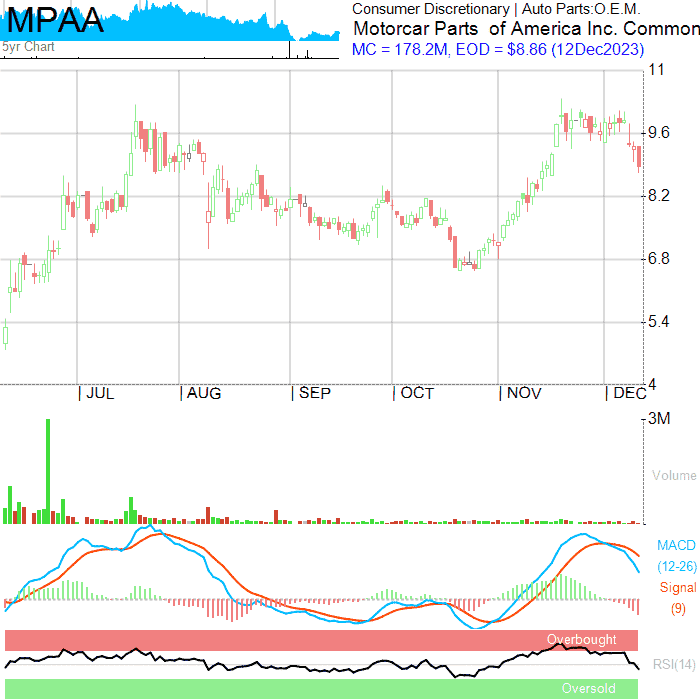 MPAA
5yr Chart
Consumer Discretionary | Auto Parts:O.E.M.
Motorcar Parts of America Inc. Common
MC = 178.2M, EOD = $8.86 (12Dec2023)
11
9.6
8.2
6.8
5.4
4
| JUL | AUG | SEP | OCT | NOV | DEC
3M
Volume
MACD
(12-26)
Signal
(9)
Overbought
RSI(14)
Oversold